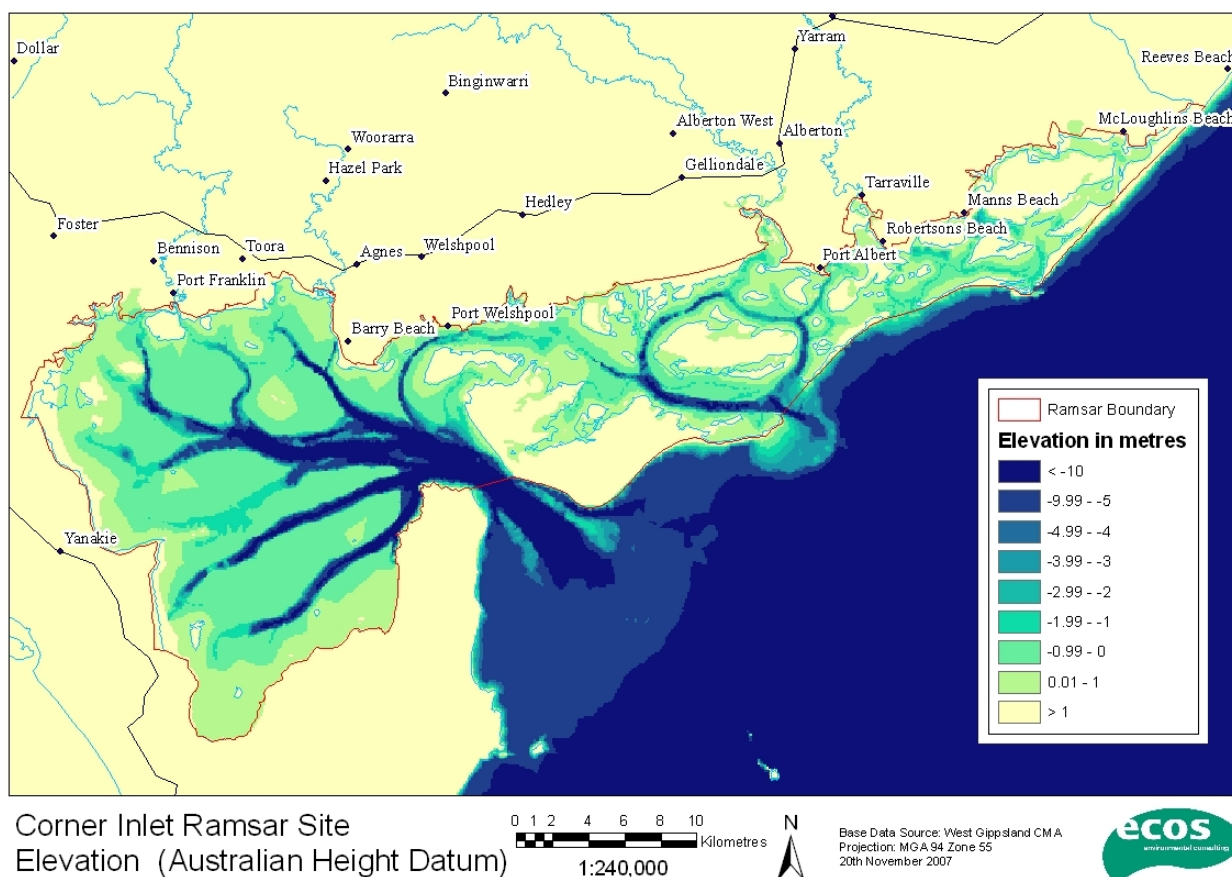 Dollar
Yarram
Reeves Beach
Binginwarri
Alberton West
McLoughlins Beach
Woorarra
Alberton
Hazel Park
Gelliondale
Tarraville
Hedley
Manns Beach
Foster
Robertsons Beach
Bennison
Toora
Agnes
Welshpool
Port Albert
Port Franklin
Port Welshpool
Barry Beach
Yanakie
Ramsar Boundary
Elevation in metres
< -10
-9.99 - -5
-4.99 - -4
-3.99 - -3
-2.99 - -2
-1.99 - -1
-0.99 - 0
0.01 - 1
> 1
Corner Inlet Ramsar Site
Elevation (Australian Height Datum)
0 1 2 4 6 8 10
Kilometres
1:240,000
N
Base Data Source: West Gippsland CMA
Projection: MGA 94 Zone 55
20th November 2007
ecos
environmental consulting